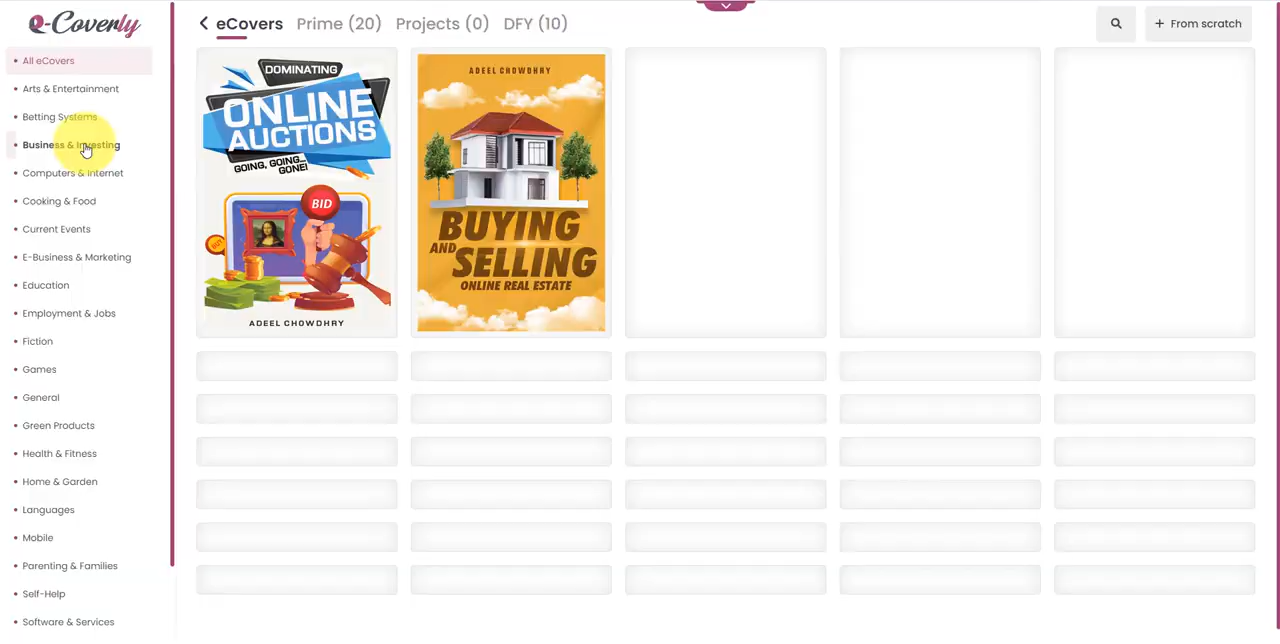 e-Coverly
eCovers
Prime (20)
Projects (0)
DFY (10)
+ From scratch
All eCovers
Arts & Entertainment
Betting Systems
Business & Investing
Computers & Internet
Cooking & Food
Current Events
E-Business & Marketing
Education
Employment & Jobs
Fiction
Games
General
Green Products
Health & Fitness
Home & Garden
Languages
Mobile
Parenting & Families
Self-Help
Software & Services
DOMINATING
ONLINE
AUCTIONS
GOING, GOING...
GONE!
BID
BUY
ADEEL CHOWDHRY
ADEEL CHOWDHRY
BUYING
AND
SELLING
ONLINE REAL ESTATE